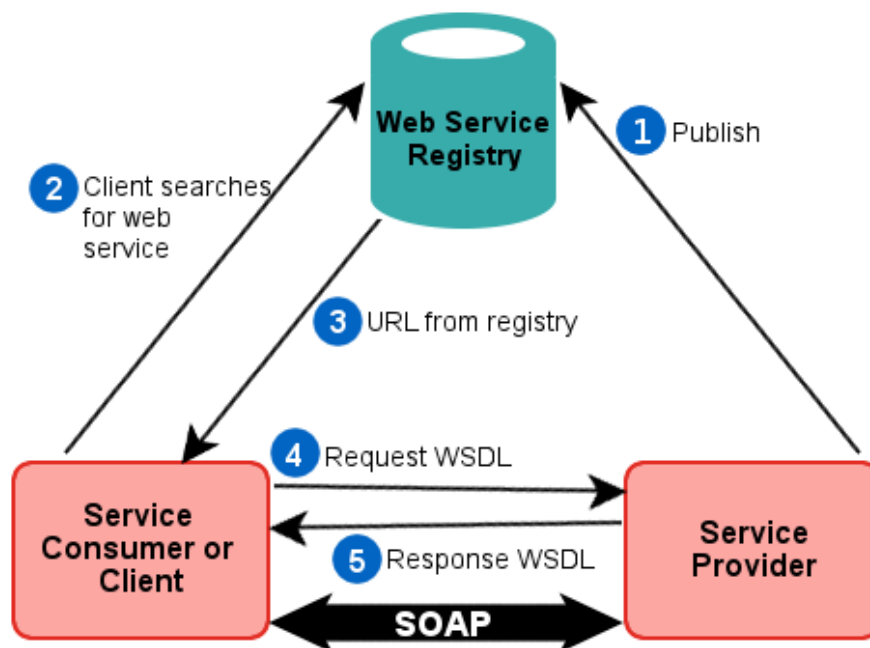 Web Service
Registry
1 Publish
2 Client searches
for web
service
3 URL from registry
4 Request WSDL
Service
Consumer or
Client
Service
Provider
5 Response WSDL
SOAP